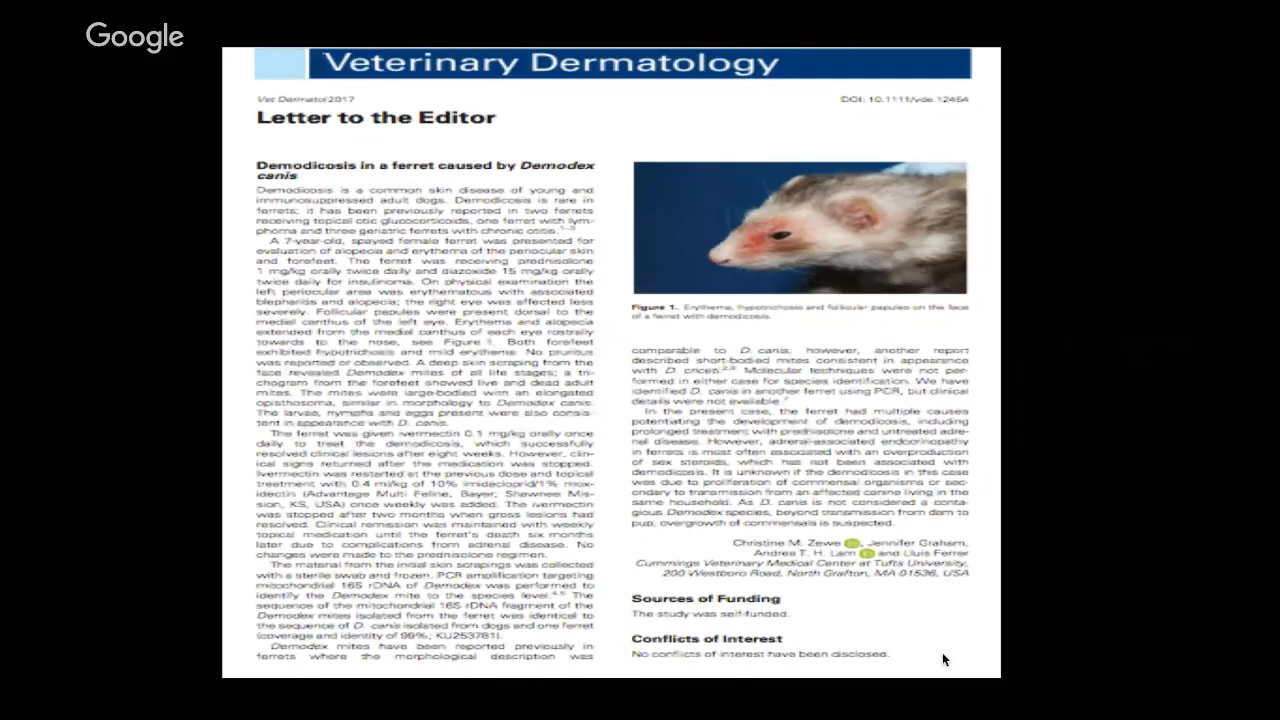 Google
Veterinary Dermatology
Vet Dermatol 2017
DOI: 10.1111/vde.12454
Letter to the Editor
Demodicosis in a ferret caused by Demodex
canis
Demodicosis is a common skin disease of young and
immunosuppressed adult dogs. Demodicosis is rare in
ferrets; it has been previously reported in two ferrets
receiving topical otic glucocorticoids, one ferret with lym-
phoma and three geriatric ferrets with chronic otitis.1–3
A 7-year-old, spayed female ferret was presented for
evaluation of alopecia and erythema of the periocular skin
and forefeet. The ferret was receiving prednisolone
1 mg/kg orally twice daily and diazoxide 15 mg/kg orally
twice daily for insulinoma. On physical examination the
left periocular area was erythematous with associated
blepharitis and alopecia; the right eye was affected less
severely. Follicular papules were present dorsal to the
medial canthus of the left eye. Erythema and alopecia
extended from the medial canthus of each eye rostrally
towards to the nose, see Figure 1. Both forefeet
exhibited hypotrichosis and mild erythema. No pruritus
was reported or observed. A deep skin scraping from the
face revealed Demodex mites of all life stages; a tri-
chogram from the forefeet showed live and dead adult
mites. The mites were large-bodied with an elongated
opisthosoma, similar in morphology to Demodex canis.
The larvae, nymphs and eggs present were also consis-
tent in appearance with D. canis.
The ferret was given ivermectin 0.1 mg/kg orally once
daily to treat the demodicosis, which successfully
resolved clinical lesions after eight weeks. However, clin-
ical signs returned after the medication was stopped.
Ivermectin was restarted at the previous dose and topical
treatment with 0.4 ml/kg of 10% imidacloprid/1% mox-
idectin (Advantage Multi Feline, Bayer; Shawnee Mis-
sion, KS, USA) once weekly was added. The ivermectin
was stopped after two months when gross lesions had
resolved. Clinical remission was maintained with weekly
topical medication until the ferret's death six months
later due to complications from adrenal disease. No
changes were made to the prednisolone regimen.
The material from the initial skin scrapings was collected
with a sterile swab and frozen. PCR amplification targeting
mitochondrial 16S rDNA of Demodex was performed to
identify the Demodex mite to the species level.4,5 The
sequence of the mitochondrial 16S rDNA fragment of the
Demodex mites isolated from the ferret was identical to
the sequence of D. canis isolated from dogs and one ferret
(coverage and identity of 99%; KU253781).
Demodex mites have been reported previously in
ferrets where the morphological description was
Figure 1. Erythema, hypotrichosis and follicular papules on the face
of a ferret with demodicosis.
comparable to D. canis; however, another report
described short-bodied mites consistent in appearance
with D. criceti. Molecular techniques were not per-
formed in either case for species identification. We have
identified D. canis in another ferret using PCR, but clinical
details were not available.7
In the present case, the ferret had multiple causes
potentiating the development of demodicosis, including
prolonged treatment with prednisolone and untreated adre-
nal disease. However, adrenal-associated endocrinopathy
in ferrets is most often associated with an overproduction
of sex steroids, which has not been associated with
demodicosis. It is unknown if the demodicosis in this case
was due to proliferation of commensal organisms or sec-
ondary to transmission from an affected canine living in the
same household. As D. canis is not considered a conta-
gious Demodex species, beyond transmission from dam to
pup, overgrowth of commensals is suspected.
Christine M. Zewe, Jennifer Graham,
Andrea T. H. Lam and Lluis Ferrer
Cummings Veterinary Medical Center at Tufts University,
200 Westboro Road, North Grafton, MA 01536, USA
Sources of Funding
The study was self-funded.
Conflicts of Interest
No conflicts of interest have been disclosed.